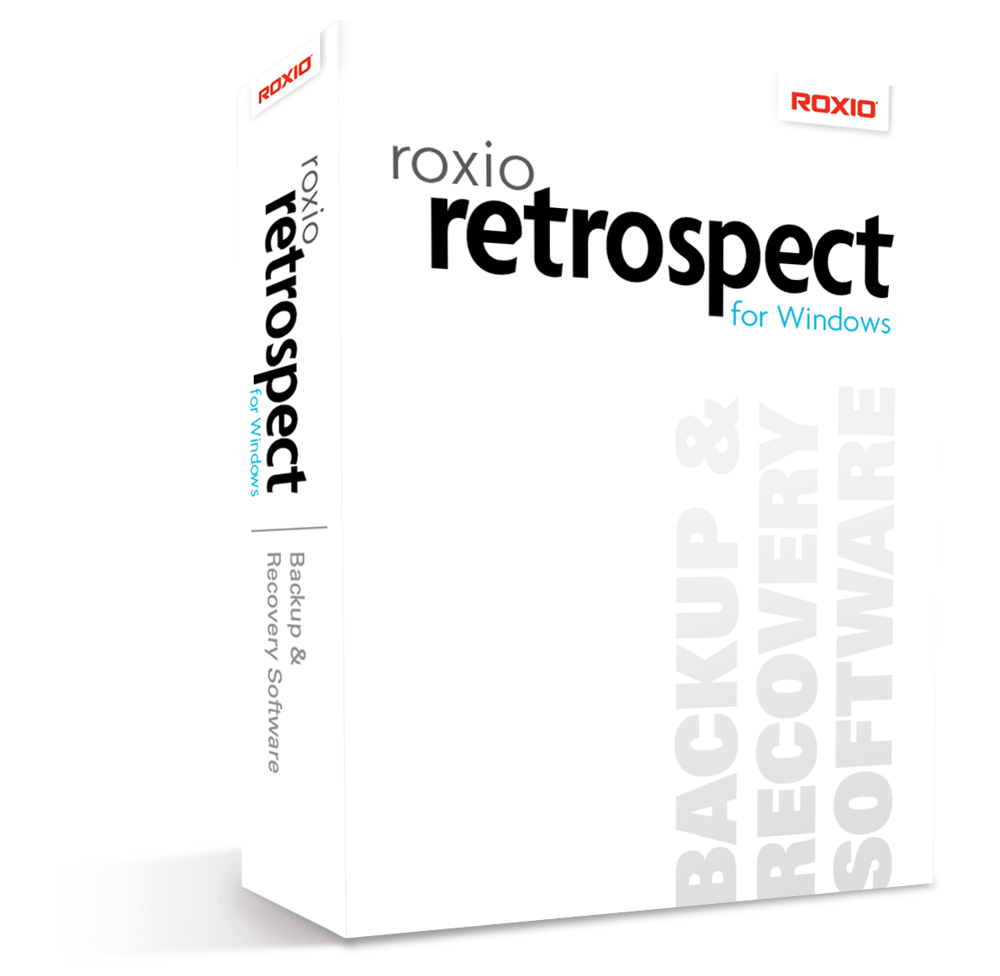 ROXIO
roxio
retrospect
for Windows
Backup &
Recovery Software
ROXIO
roxio
retrospect
for Windows
BACKUP &
RECOVERY
SOFTWARE